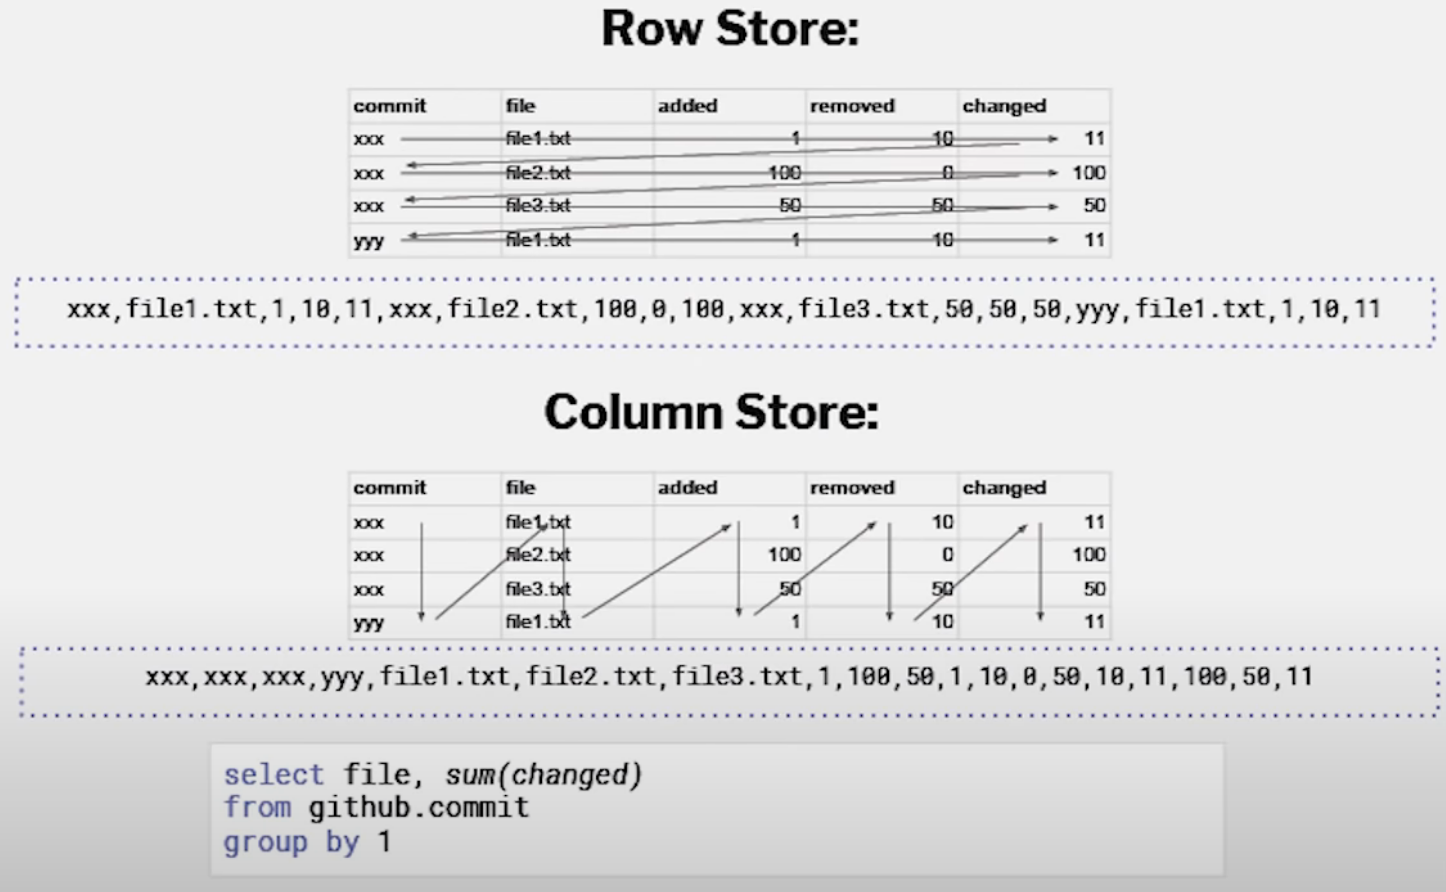 Row Store:
commit file added removed changed
xxx file1.txt 1 10 11
xxx file2.txt 100 0 100
xxx file3.txt 50 50 50
yyy file1.txt 1 10 11
xxx,file1.txt,1,10,11,xxx,file2.txt,100,0,100,xxx,file3.txt,50,50,50,yyy,file1.txt,1,10,11
Column Store:
commit file added removed changed
xxx file1.txt 1 10 11
xxx file2.txt 100 0 100
xxx file3.txt 50 50 50
yyy file1.txt 1 10 11
xxx,xxx,xxx,yyy,file1.txt,file2.txt,file3.txt,1,100,50,1,10,0,50,10,11,100,50,11
select file, sum(changed)
from github.commit
group by 1